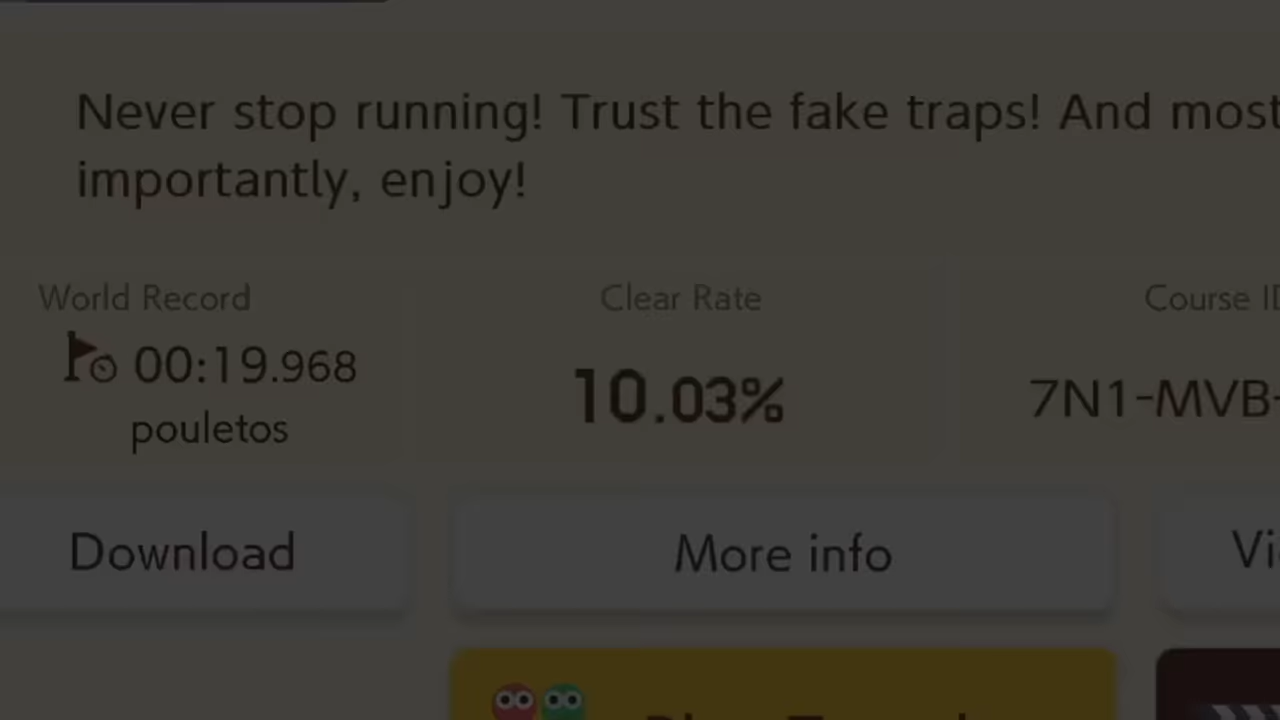 Never stop running! Trust the fake traps! And most
importantly, enjoy!
World Record
Clear Rate
Course ID
00:19.968
10.03%
7N1-MVB-
pouletos
Download
More info